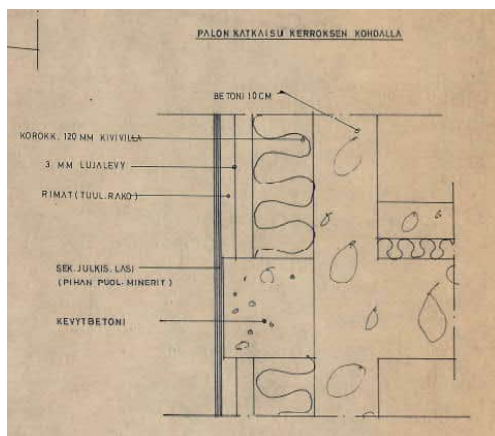 PALON KATKAISU KERROKSEN KOHDALLA
BETONI 10 CM
KOROKK. 120 MM KIVIVILLA
3 MM LUJALEVY
RIMAT (TUUL. RAKO)
SEK. JULKIS. LASI
(PIHAN PUOL. MINERIT)
KEVYTBETONI